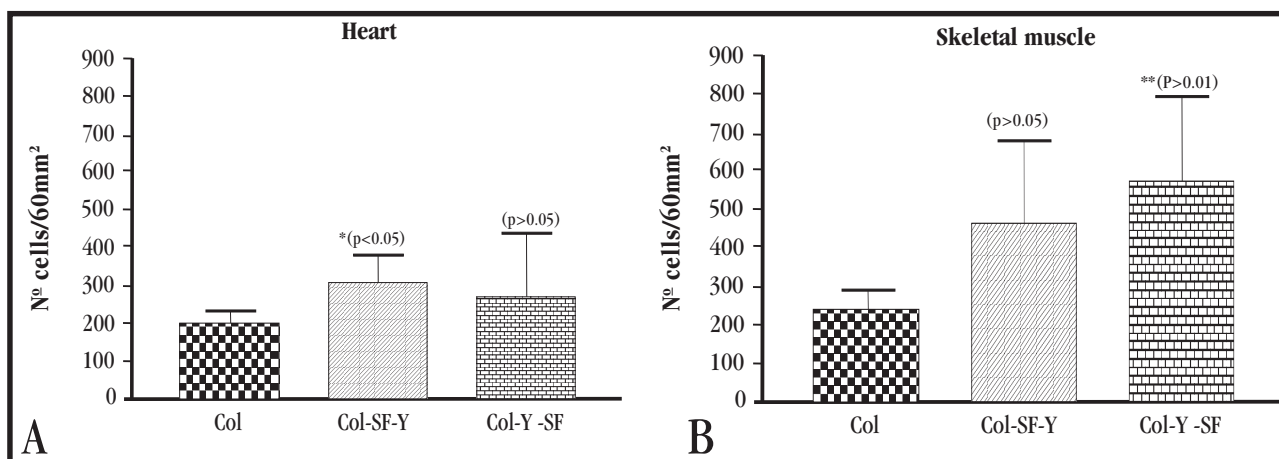 Heart
900
800
700
600
500
400
300
200
100
0
Nº cells/60mm²
*(p<0.05)
(p>0.05)
Col
Col-SF-Y
Col-Y -SF
A
Skeletal muscle
900
800
700
600
500
400
300
200
100
0
Nº cells/60mm²
(p>0.05)
**(P>0.01)
Col
Col-SF-Y
Col-Y -SF
B